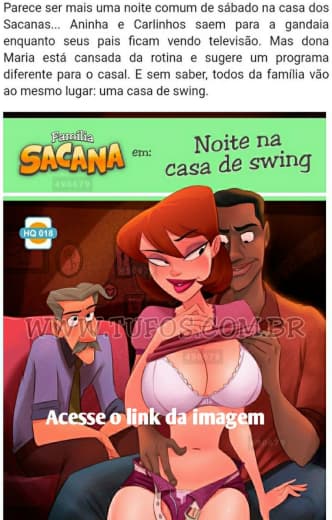 Parece ser mais uma noite comum de sábado na casa dos
Sacanas... Aninha e Carlinhos saem para a gandaia
enquanto seus pais ficam vendo televisão. Mas dona
Maria está cansada da rotina e sugere um programa
diferente para o casal. E sem saber, todos da família vão
ao mesmo lugar: uma casa de swing.
Família
SACANA
em:
Noite na
casa de swing
498679
HQ 018
WWW.TUFOS.COM.BR
498679
Acesse o link da imagem